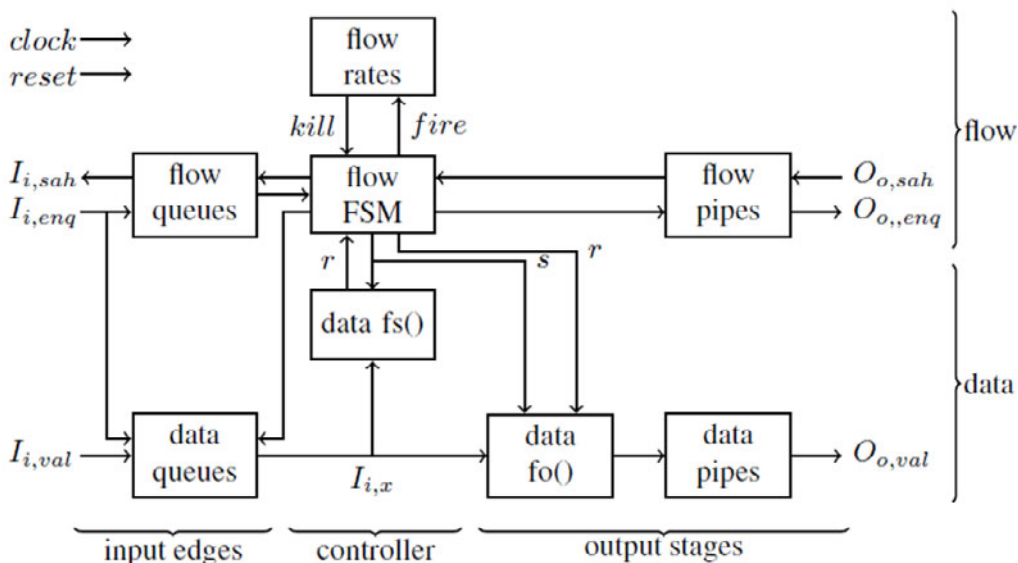 clock
reset
flow
rates
kill
fire
flow
I_{i,sah}
flow
queues
flow
FSM
flow
pipes
O_{o,sah}
I_{i,enq}
O_{o,,enq}
r
s
r
data fs()
data
I_{i,val}
data
queues
I_{i,x}
data
fo()
data
pipes
O_{o,val}
input edges
controller
output stages